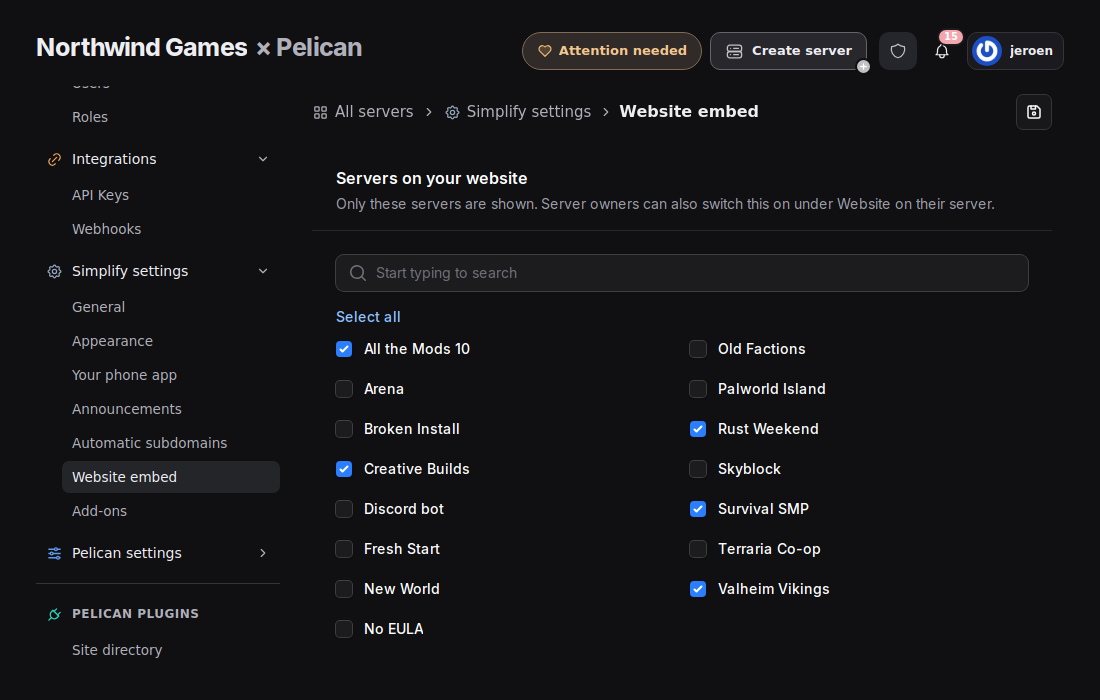 Northwind Games × Pelican
Attention needed
Create server
15
jeroen
Users
Roles
Integrations
API Keys
Webhooks
Simplify settings
General
Appearance
Your phone app
Announcements
Automatic subdomains
Website embed
Add-ons
Pelican settings
PELICAN PLUGINS
Site directory
All servers > Simplify settings > Website embed
Servers on your website
Only these servers are shown. Server owners can also switch this on under Website on their server.
Start typing to search
Select all
All the Mods 10
Arena
Broken Install
Creative Builds
Discord bot
Fresh Start
New World
No EULA
Old Factions
Palworld Island
Rust Weekend
Skyblock
Survival SMP
Terraria Co-op
Valheim Vikings